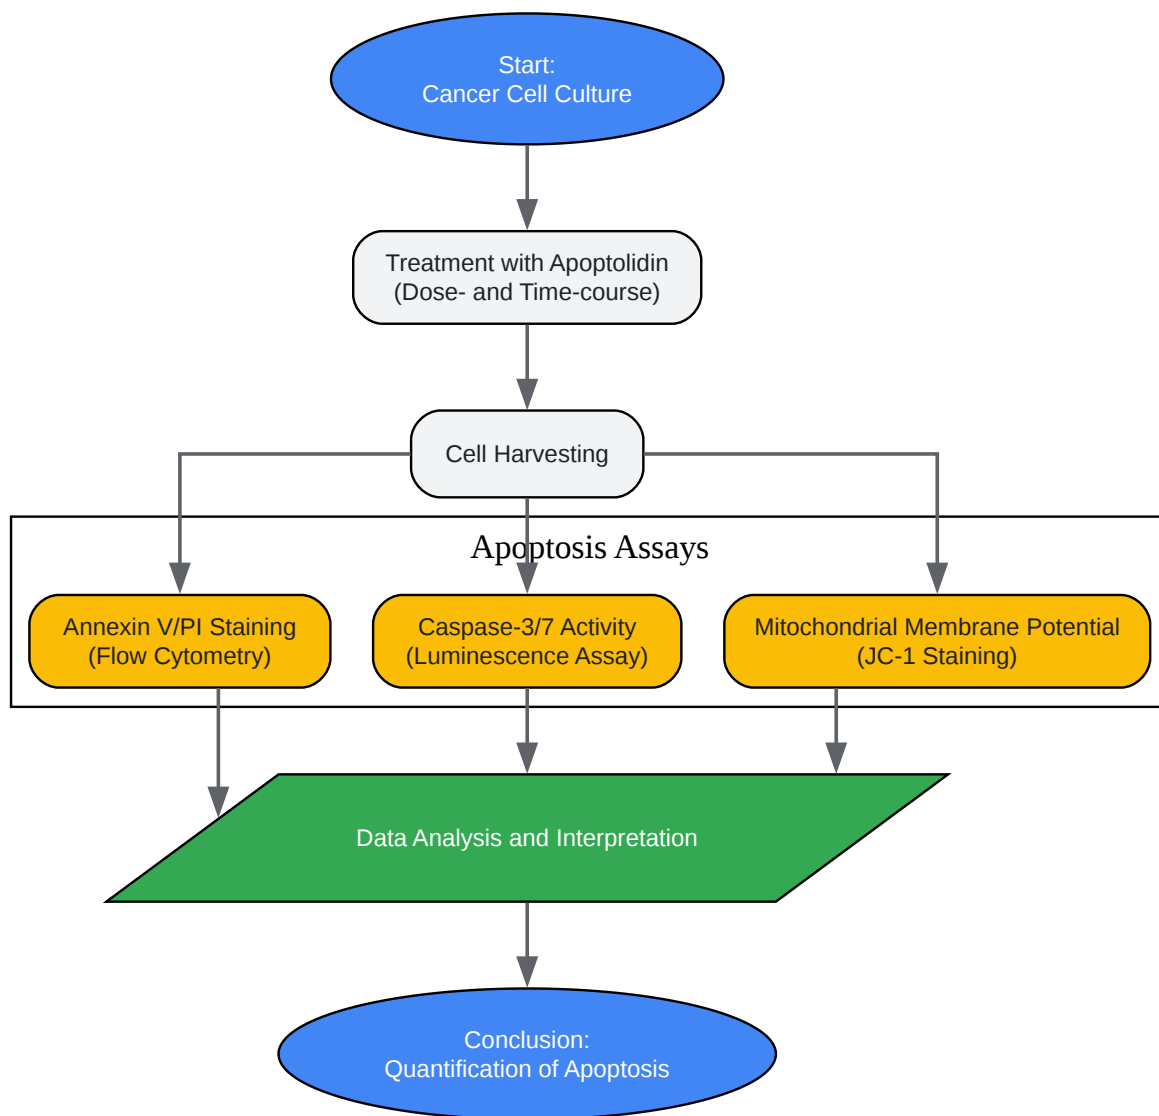 Start:
Cancer Cell Culture
Treatment with Apoptolidin
(Dose- and Time-course)
Cell Harvesting
Apoptosis Assays
Annexin V/PI Staining
(Flow Cytometry)
Caspase-3/7 Activity
(Luminescence Assay)
Mitochondrial Membrane Potential
(JC-1 Staining)
Data Analysis and Interpretation
Conclusion:
Quantification of Apoptosis